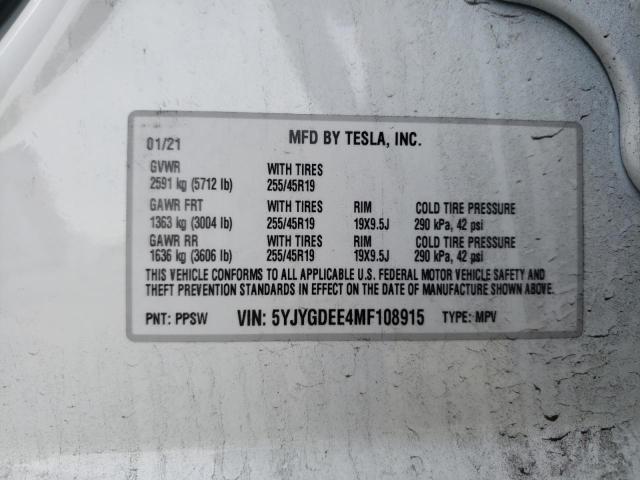 01/21 MFD BY TESLA, INC.
GVWR WITH TIRES
2591 kg (5712 lb) 255/45R19
GAWR FRT WITH TIRES RIM COLD TIRE PRESSURE
1363 kg (3004 lb) 255/45R19 19X9.5J 290 kPa, 42 psi
GAWR RR WITH TIRES RIM COLD TIRE PRESSURE
1636 kg (3606 lb) 255/45R19 19X9.5J 290 kPa, 42 psi
THIS VEHICLE CONFORMS TO ALL APPLICABLE U.S. FEDERAL MOTOR VEHICLE SAFETY AND
THEFT PREVENTION STANDARDS IN EFFECT ON THE DATE OF MANUFACTURE SHOWN ABOVE.
PNT: PPSW VIN: 5YJYGDEE4MF108915 TYPE: MPV